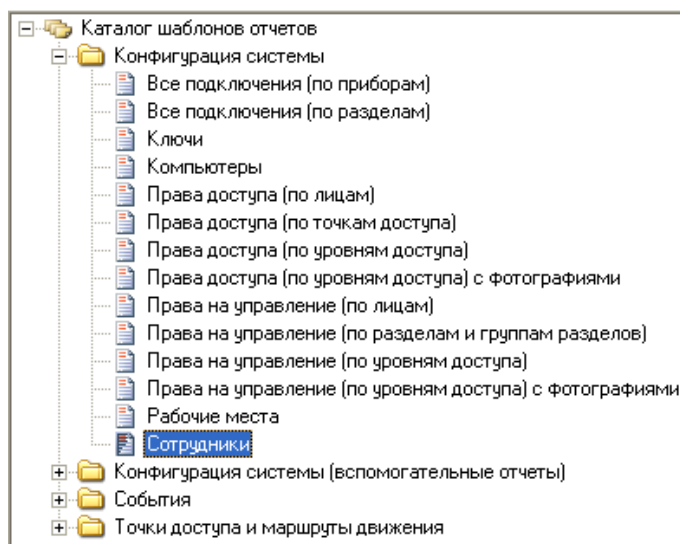 Каталог шаблонов отчетов
Конфигурация системы
Все подключения (по приборам)
Все подключения (по разделам)
Ключи
Компьютеры
Права доступа (по лицам)
Права доступа (по точкам доступа)
Права доступа (по уровням доступа)
Права доступа (по уровням доступа) с фотографиями
Права на управление (по лицам)
Права на управление (по разделам и группам разделов)
Права на управление (по уровням доступа)
Права на управление (по уровням доступа) с фотографиями
Рабочие места
Сотрудники
Конфигурация системы (вспомогательные отчеты)
События
Точки доступа и маршруты движения